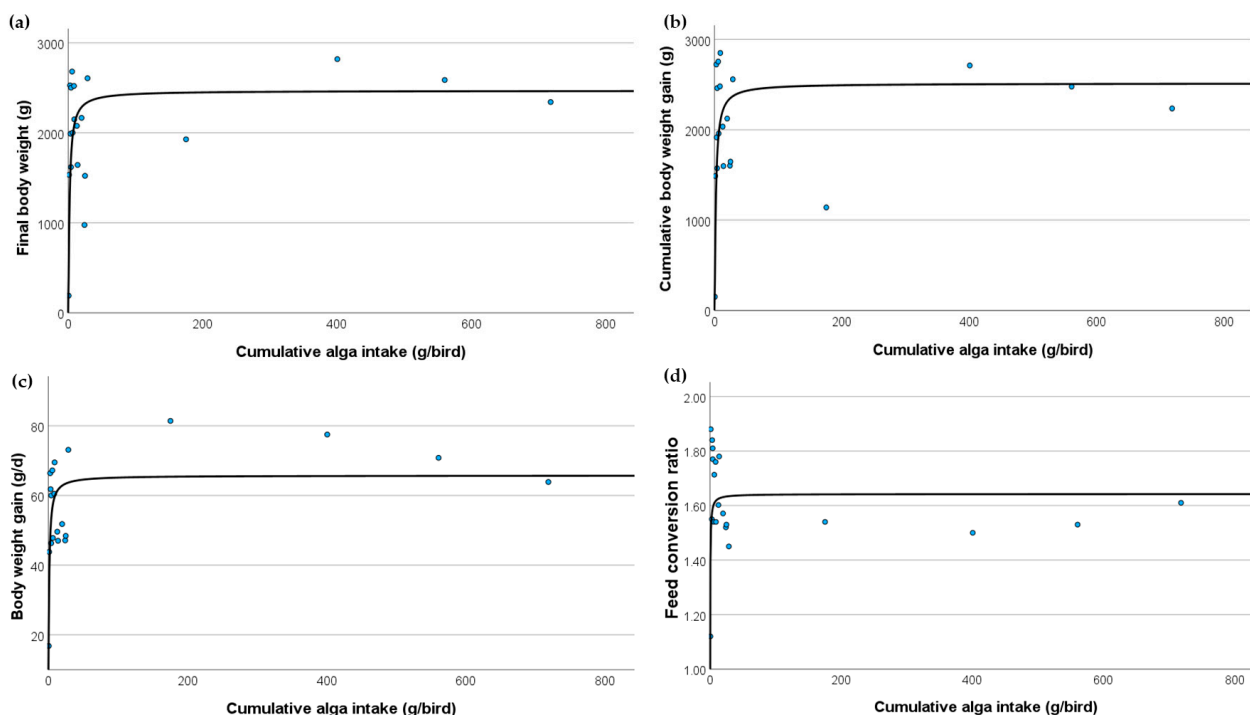 (a)
Final body weight (g)
3000
2000
1000
0
0 200 400 600 800
Cumulative alga intake (g/bird)
(b)
Cumulative body weight gain (g)
3000
2000
1000
0
0 200 400 600 800
Cumulative alga intake (g/bird)
(c)
Body weight gain (g/d)
80
60
40
20
0 200 400 600 800
Cumulative alga intake (g/bird)
(d)
Feed conversion ratio
2.00
1.80
1.60
1.40
1.20
1.00
0 200 400 600 800
Cumulative alga intake (g/bird)